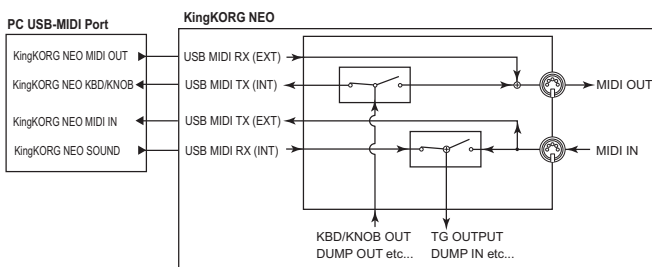 PC USB-MIDI Port
KingKORG NEO
KingKORG NEO MIDI OUT
USB MIDI RX (EXT)
KingKORG NEO KBD/KNOB
USB MIDI TX (INT)
MIDI OUT
KingKORG NEO MIDI IN
USB MIDI TX (EXT)
KingKORG NEO SOUND
USB MIDI RX (INT)
MIDI IN
KBD/KNOB OUT
DUMP OUT etc...
TG OUTPUT
DUMP IN etc...